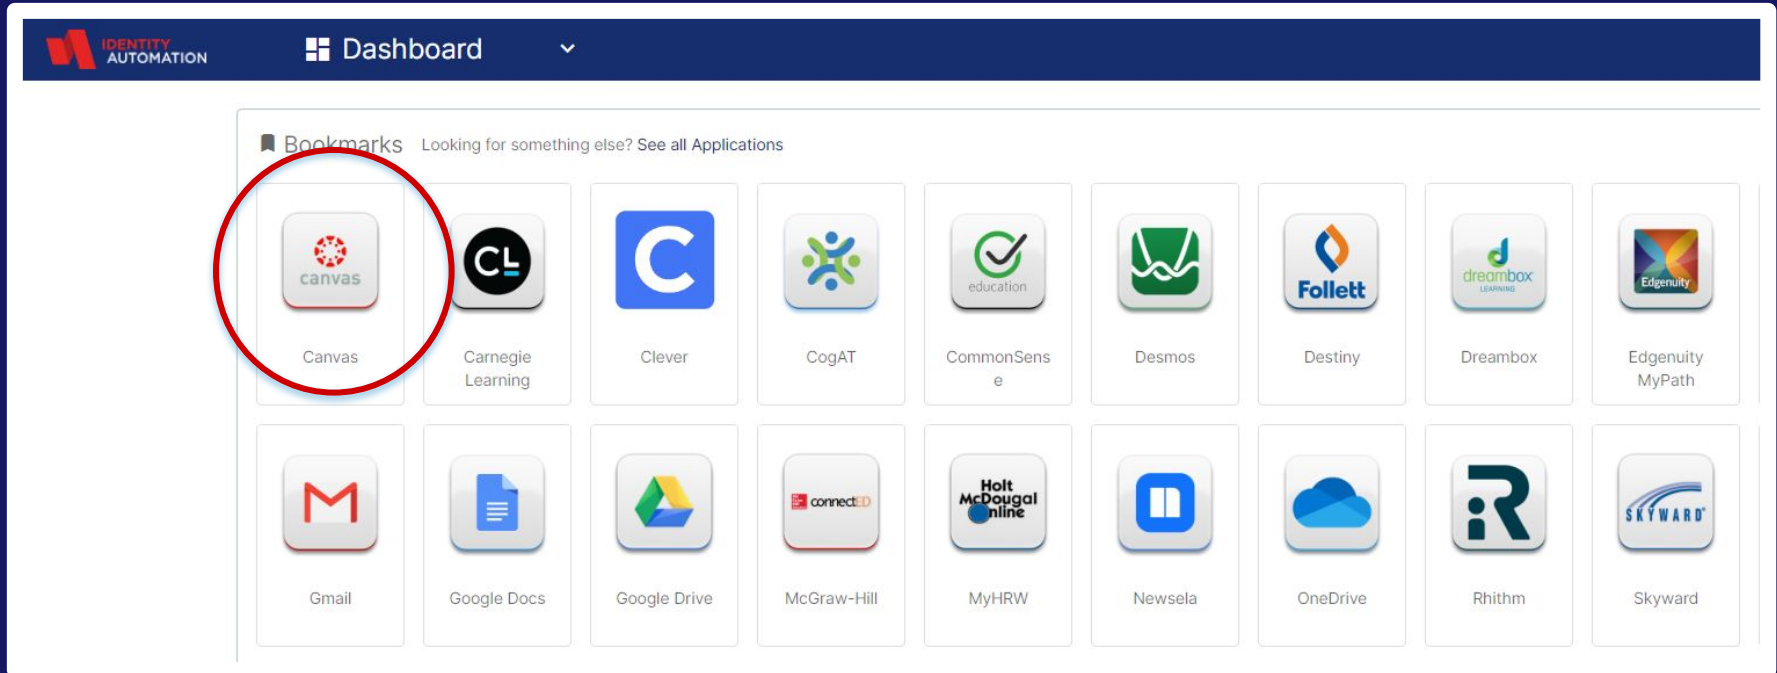 IDENTITY
AUTOMATION
Dashboard
Bookmarks Looking for something else? See all Applications
canvas
CL
C
education
Follett
dreambox
LEARNING
Edgenuity
Canvas
Carnegie
Learning
Clever
CogAT
CommonSens
e
Desmos
Destiny
Dreambox
Edgenuity
MyPath
M
connectED
Holt
McDougal
Online
R
SKYWARD
Gmail
Google Docs
Google Drive
McGraw-Hill
MyHRW
Newsela
OneDrive
Rhithm
Skyward